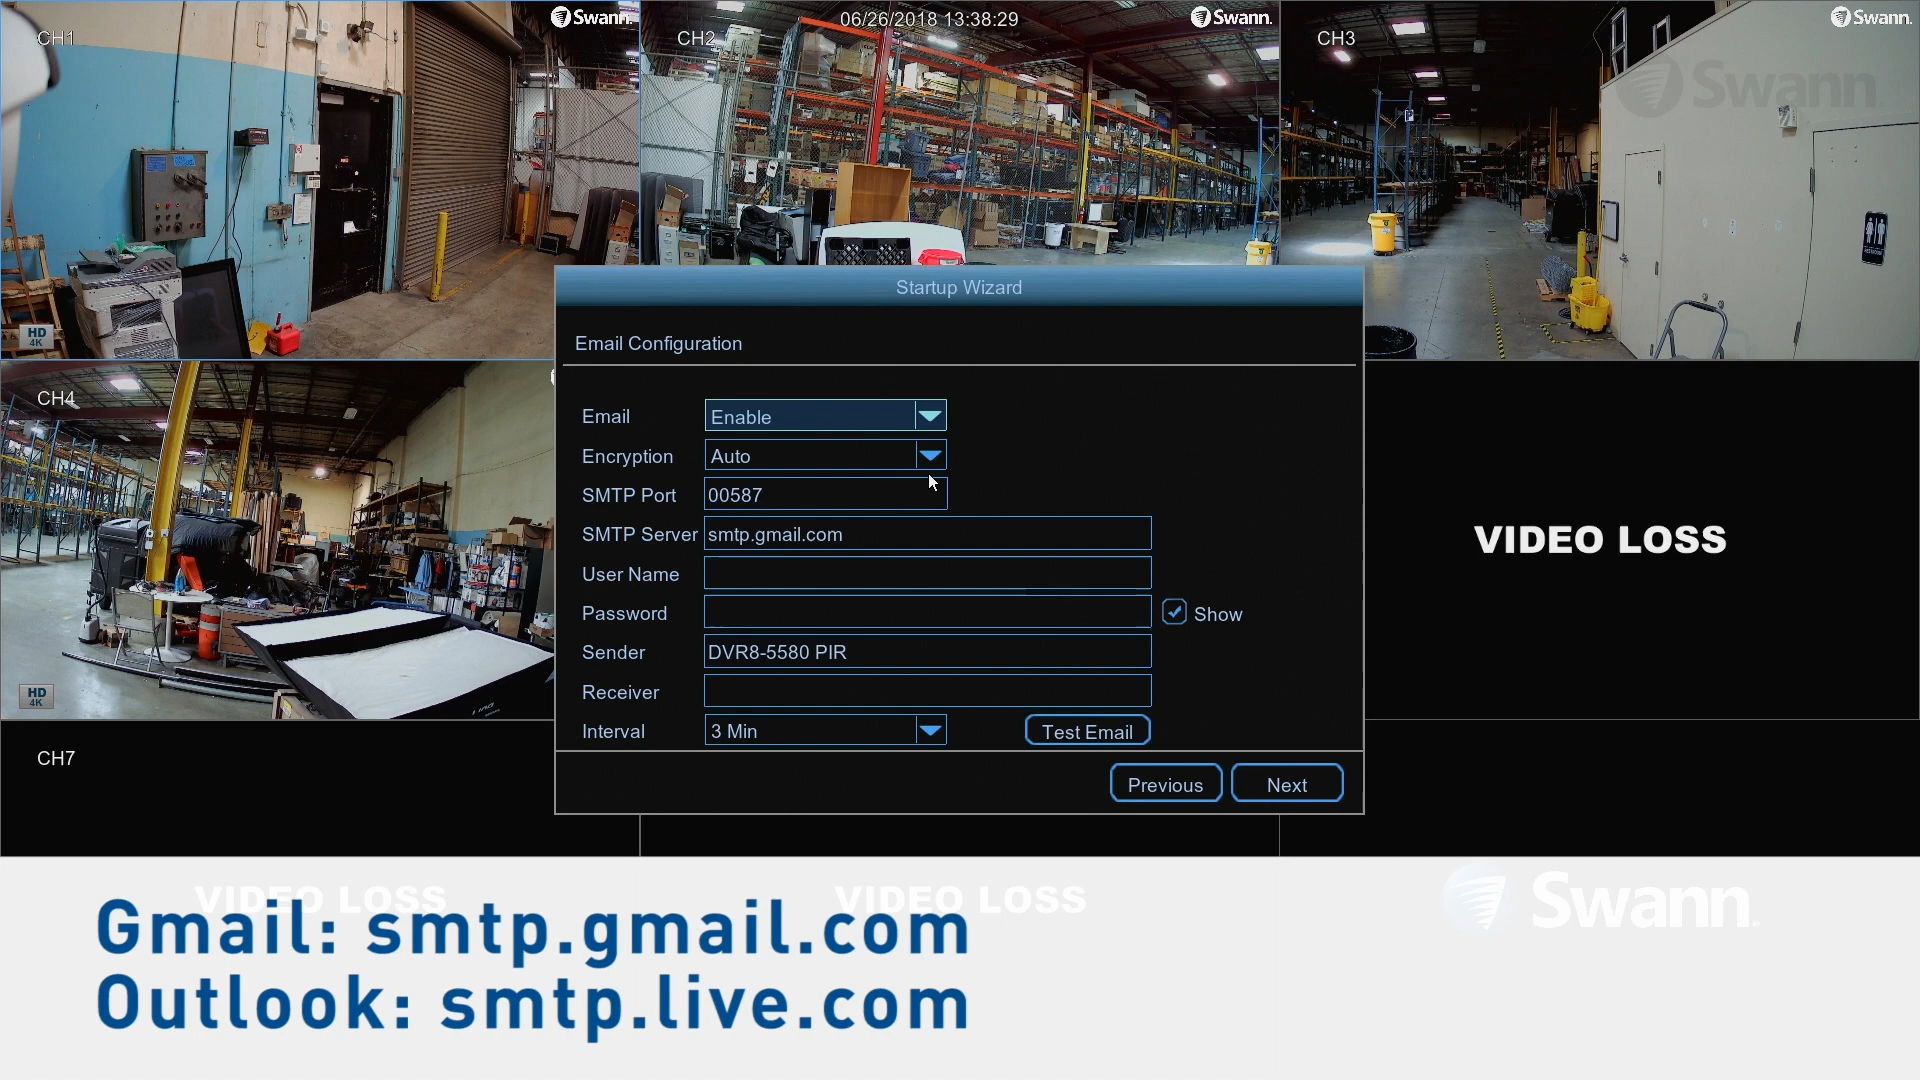 CH1
Swann.
CH2
06/26/2018 13:38:29
Swann.
CH3
Swann.
Swann
HD
4K
Startup Wizard
Email Configuration
CH4
Email
Enable
Encryption
Auto
SMTP Port
00587
SMTP Server
smtp.gmail.com
User Name
Password
Show
Sender
DVR8-5580 PIR
Receiver
Interval
3 Min
Test Email
Previous
Next
VIDEO LOSS
HD
4K
CH7
VIDEO LOSS
VIDEO LOSS
Swann.
Gmail: smtp.gmail.com
Outlook: smtp.live.com